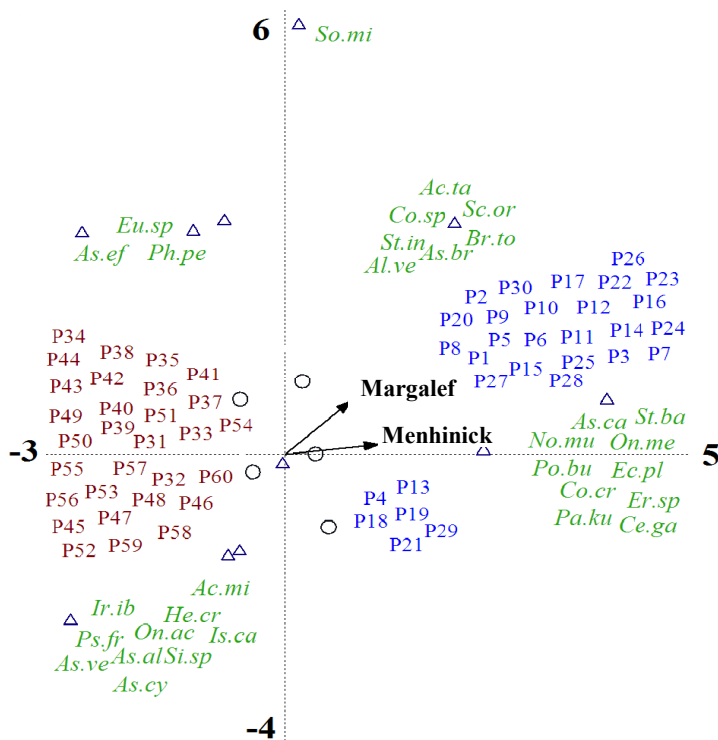 6
So.mi
Ac.ta
Co.sp Sc.or
Eu.sp
St.in As.br Br.to
As.ef Ph.pe
Al.ve
P26
P30 P17 P22 P23
P2
P9 P10 P12 P16
P20
P34
P5 P6 P11 P14 P24
P44 P38 P35
P8 P1 P15 P25 P3 P7
P43 P42 P36 P41
P27 P28
Margalef
P49 P40 P51 P37
As.ca St.ba
P39 P54
P50 P31 P33
Menhinick
No.mu On.me
-3
5
P55 P57 P32 P60
Po.bu Ec.pl
P56 P53 P48 P46
P4 P13
Co.cr Er.sp
P45 P47 P58
P18 P19 P29
Pa.ku Ce.ga
P52 P59
P21
Ac.mi
Ir.ib He.cr
Ps.fr On.ac Is.ca
As.ve As.al Si.sp
As.cy
-4